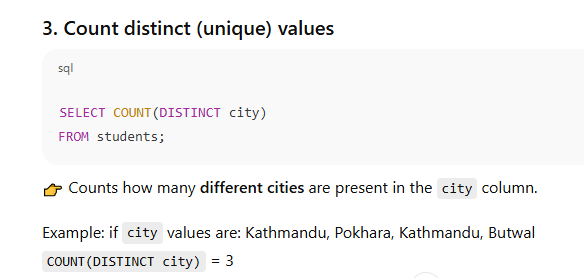 3. Count distinct (unique) values
sql
SELECT COUNT(DISTINCT city)
FROM students;
👉 Counts how many different cities are present in the city column.
Example: if city values are: Kathmandu, Pokhara, Kathmandu, Butwal
COUNT(DISTINCT city) = 3